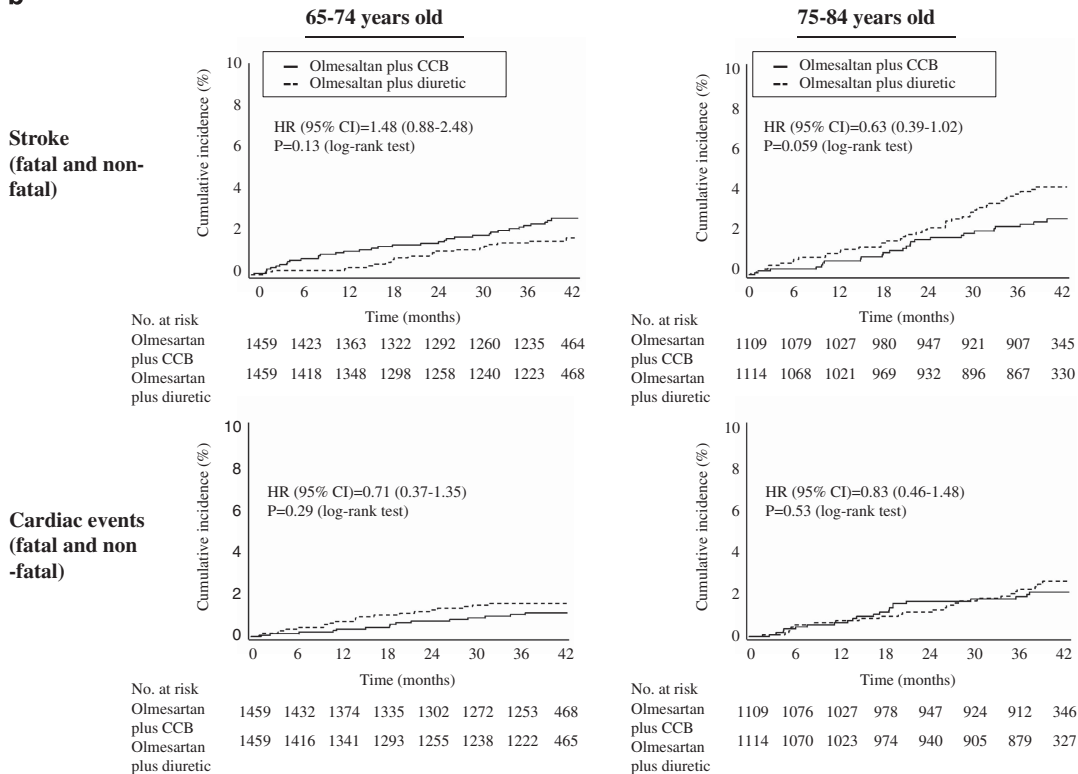 b
65-74 years old
75-84 years old
Stroke
(fatal and non-
fatal)
Cumulative incidence (%)
10
8
6
4
2
0
Olmesaltan plus CCB
Olmesaltan plus diuretic
HR (95% CI)=1.48 (0.88-2.48)
P=0.13 (log-rank test)
0 6 12 18 24 30 36 42
Time (months)
No. at risk
Olmesartan
plus CCB
1459 1423 1363 1322 1292 1260 1235 464
Olmesartan
plus diuretic
1459 1418 1348 1298 1258 1240 1223 468
Cumulative incidence (%)
10
8
6
4
2
0
Olmesaltan plus CCB
Olmesaltan plus diuretic
HR (95% CI)=0.63 (0.39-1.02)
P=0.059 (log-rank test)
0 6 12 18 24 30 36 42
Time (months)
No. at risk
Olmesartan
plus CCB
1109 1079 1027 980 947 921 907 345
Olmesartan
plus diuretic
1114 1068 1021 969 932 896 867 330
Cardiac events
(fatal and non
-fatal)
Cumulative incidence (%)
10
8
6
4
2
0
HR (95% CI)=0.71 (0.37-1.35)
P=0.29 (log-rank test)
0 6 12 18 24 30 36 42
Time (months)
No. at risk
Olmesartan
plus CCB
1459 1432 1374 1335 1302 1272 1253 468
Olmesartan
plus diuretic
1459 1416 1341 1293 1255 1238 1222 465
Cumulative incidence (%)
10
8
6
4
2
0
HR (95% CI)=0.83 (0.46-1.48)
P=0.53 (log-rank test)
0 6 12 18 24 30 36 42
Time (months)
No. at risk
Olmesartan
plus CCB
1109 1076 1027 978 947 924 912 346
Olmesartan
plus diuretic
1114 1070 1023 974 940 905 879 327